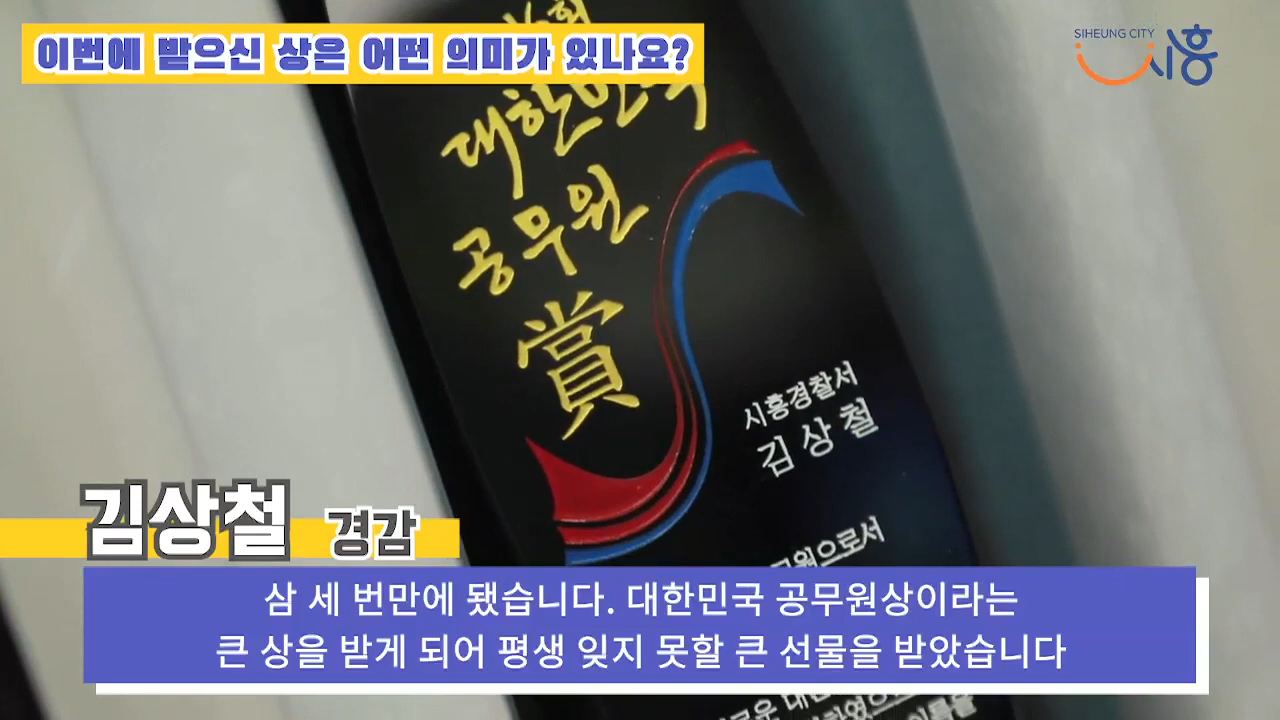 이번에 받으신 상은 어떤 의미가 있나요?
SIHEUNG CITY
시흥
대한민국
공무원
賞
시흥경찰서
김상철
김상철 경감
삼 세 번만에 됐습니다. 대한민국 공무원상이라는
큰 상을 받게 되어 평생 잊지 못할 큰 선물을 받았습니다